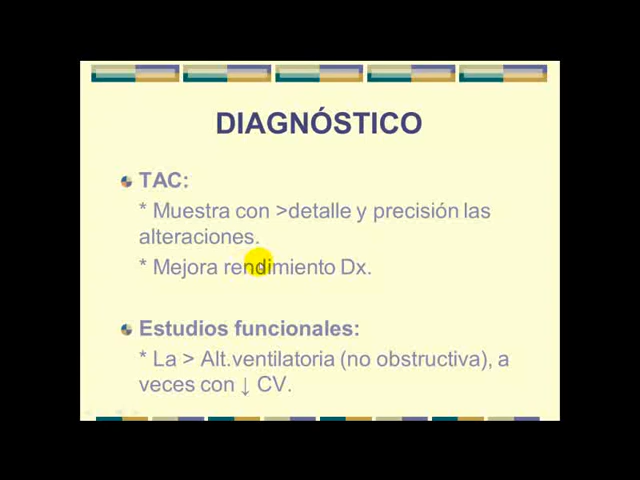 DIAGNÓSTICO
TAC:
* Muestra con >detalle y precisión las
alteraciones.
* Mejora rendimiento Dx.
Estudios funcionales:
* La > Alt.ventilatoria (no obstructiva), a
veces con ↓ CV.